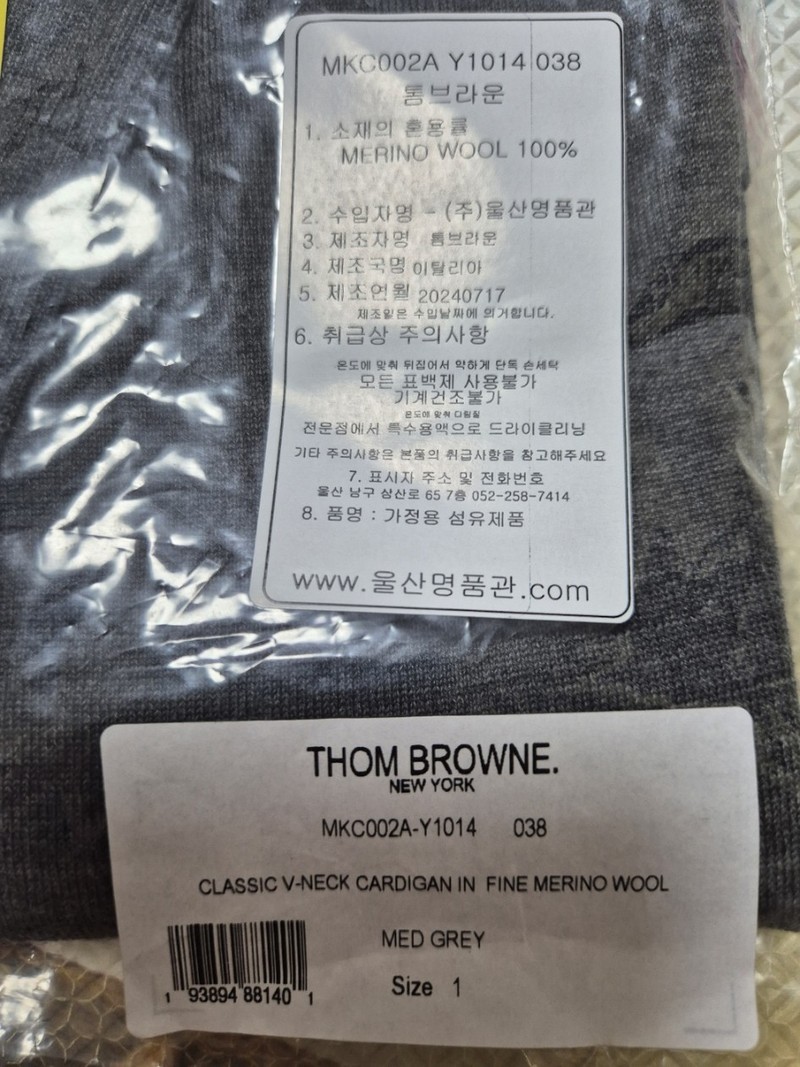 MKC002A Y1014 038
톰브라운
1. 소재의 혼용률
MERINO WOOL 100%
2. 수입자명 - (주)울산명품관
3. 제조자명 톰브라운
4. 제조국명 이탈리아
5. 제조연월 20240717
제조일은 수입날짜에 의거합니다.
6. 취급상 주의사항
온도에 맞춰 뒤집어서 약하게 단독 손세탁
모든 표백제 사용불가
기계건조불가
온도에 맞춰 다림질
전문점에서 특수용액으로 드라이클리닝
기타 주의사항은 본품의 취급사항을 참고해주세요
7. 표시자 주소 및 전화번호
울산 남구 삼산로 65 7층 052-258-7414
8. 품명 : 가정용 섬유제품
www.울산명품관.com
THOM BROWNE.
NEW YORK
MKC002A-Y1014 038
CLASSIC V-NECK CARDIGAN IN FINE MERINO WOOL
MED GREY
Size 1
1 93894 88140 1